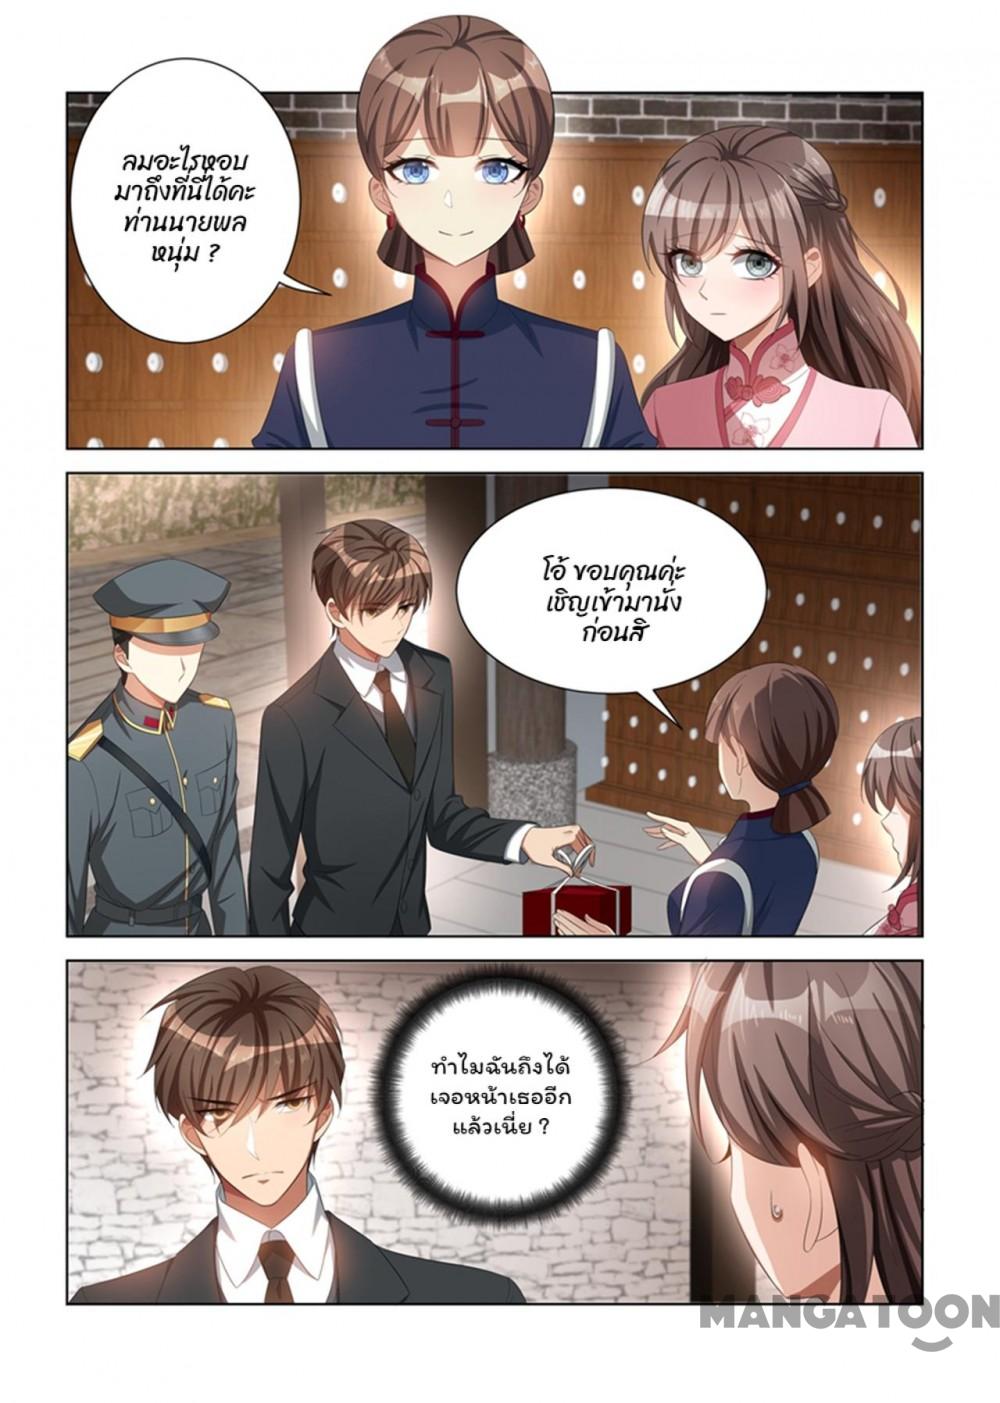 ลมอะไรหอบ
มาถึงที่นี่ได้คะ
ท่านนายพล
หนุ่ม ?
โอ้ ขอบคุณค่ะ
เชิญเข้ามานั่ง
ก่อนสิ
ทำไมฉันถึงได้
เจอหน้าเธออีก
แล้วเนี่ย ?
MANGATOON